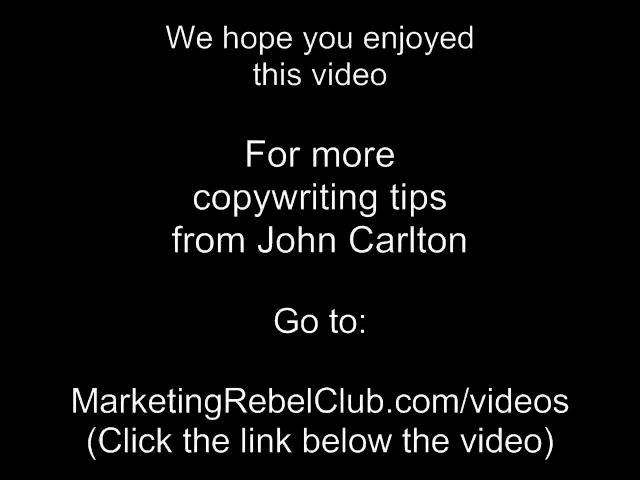 We hope you enjoyed
this video
For more
copywriting tips
from John Carlton
Go to:
MarketingRebelClub.com/videos
(Click the link below the video)